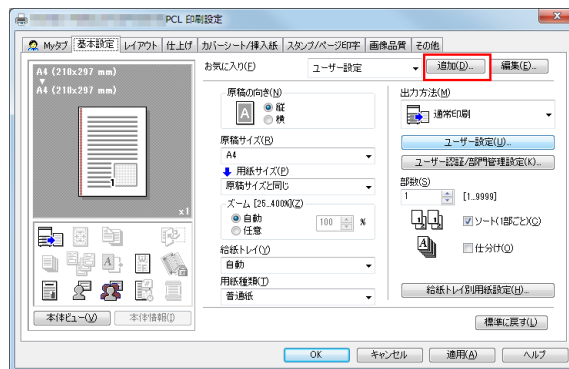 PCL 印刷設定
Myタブ 基本設定 レイアウト 仕上げ カバーシート/挿入紙 スタンプ/ページ印字 画像品質 その他
A4 (210x297 mm)
A4 (210x297 mm)
1
x1
本体ビュー(V) 本体情報(I)
お気に入り(F) ユーザー設定 追加(D)... 編集(E)...
原稿の向き(N)
A 縦
横
原稿サイズ(R)
A4
用紙サイズ(P)
原稿サイズと同じ
ズーム [25..400%](Z)
自動
任意
100 %
給紙トレイ(Y)
自動
用紙種類(T)
普通紙
出力方法(M)
通常印刷
ユーザー設定(U)...
ユーザー認証/部門管理設定(K)...
部数(S)
1 [1..9999]
ソート(1部ごと)(C)
仕分け(O)
給紙トレイ別用紙設定(H)...
標準に戻す(L)
OK キャンセル 適用(A) ヘルプ